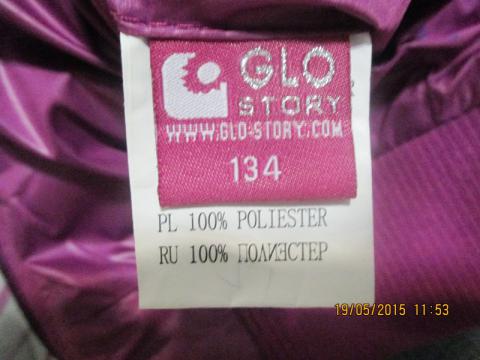 GLO
STORY
WWW.GLO-STORY.COM
134
PL 100% POLIESTER
RU 100% ПОЛИЭСТЕР
19/05/2015 11:53